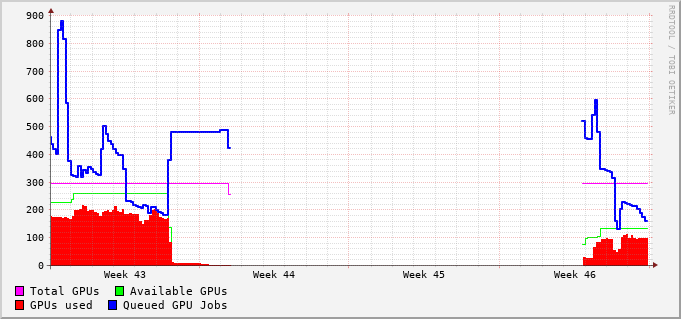 900
800
700
600
500
400
300
200
100
0
Week 43 Week 44 Week 45 Week 46
Total GPUs Available GPUs
GPUs used Queued GPU Jobs
RRDTOOL / TOBI OETIKER